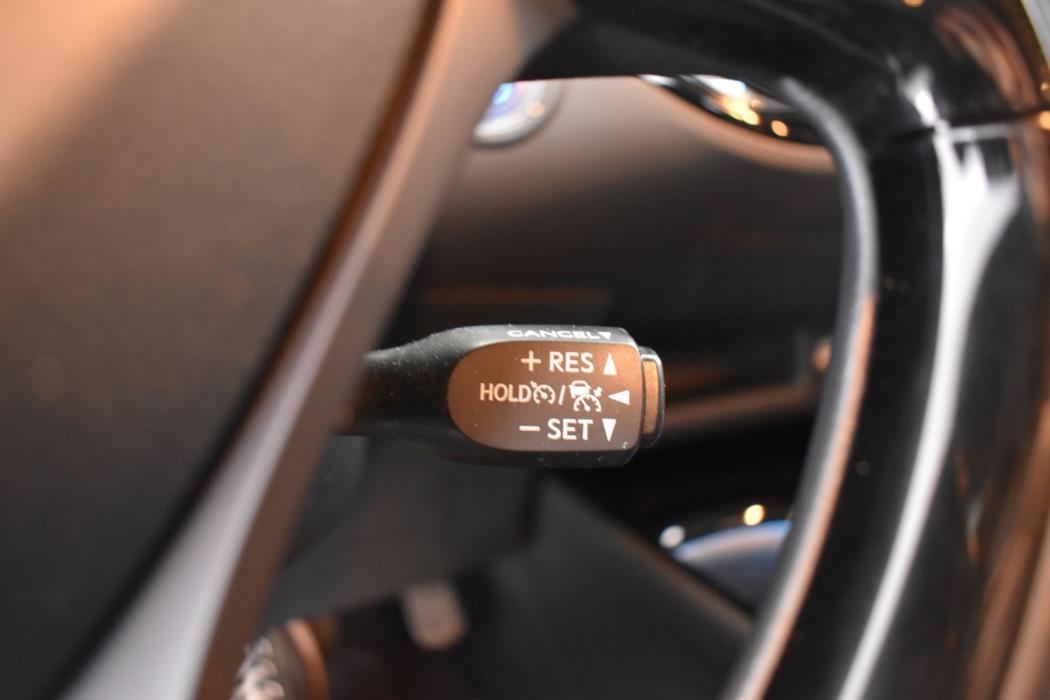 CANCEL▼
+ RES ▲
HOLD / ◀
− SET ▼